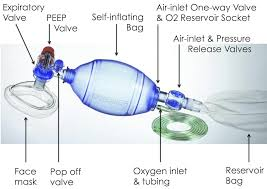 Expiratory
Valve
PEEP
Valve
Self-inflating
Bag
Air-inlet One-way Valve
& O2 Reservoir Socket
Air-inlet & Pressure
Release Valves
Face
mask
Pop off
valve
Oxygen inlet
& tubing
Reservoir
Bag